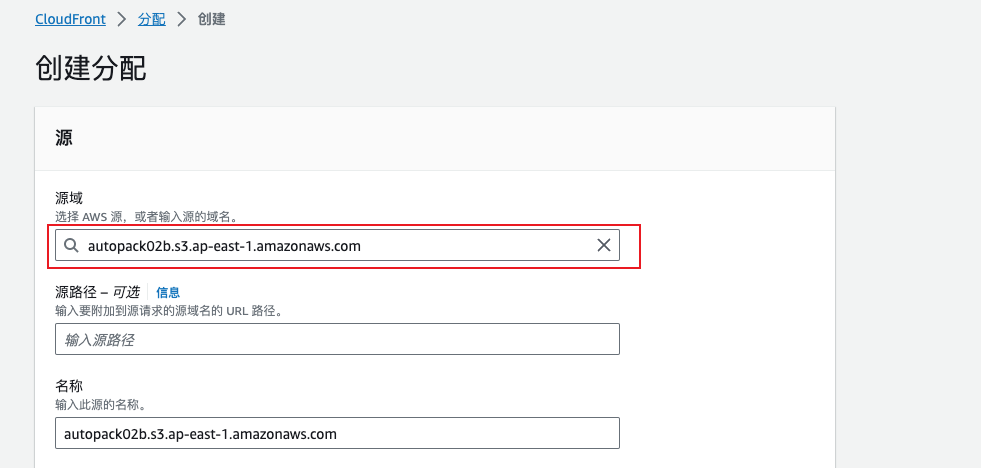 CloudFront > 分配 > 创建
创建分配
源
源域
选择 AWS 源，或者输入源的域名。
autopack02b.s3.ap-east-1.amazonaws.com
源路径 – 可选 信息
输入要附加到源请求的源域名的 URL 路径。
输入源路径
名称
输入此源的名称。
autopack02b.s3.ap-east-1.amazonaws.com